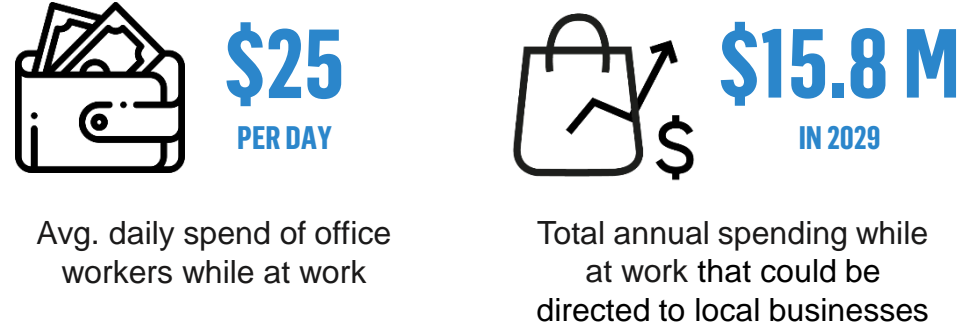 $25
PER DAY
Avg. daily spend of office
workers while at work
$
$15.8 M
IN 2029
Total annual spending while
at work that could be
directed to local businesses